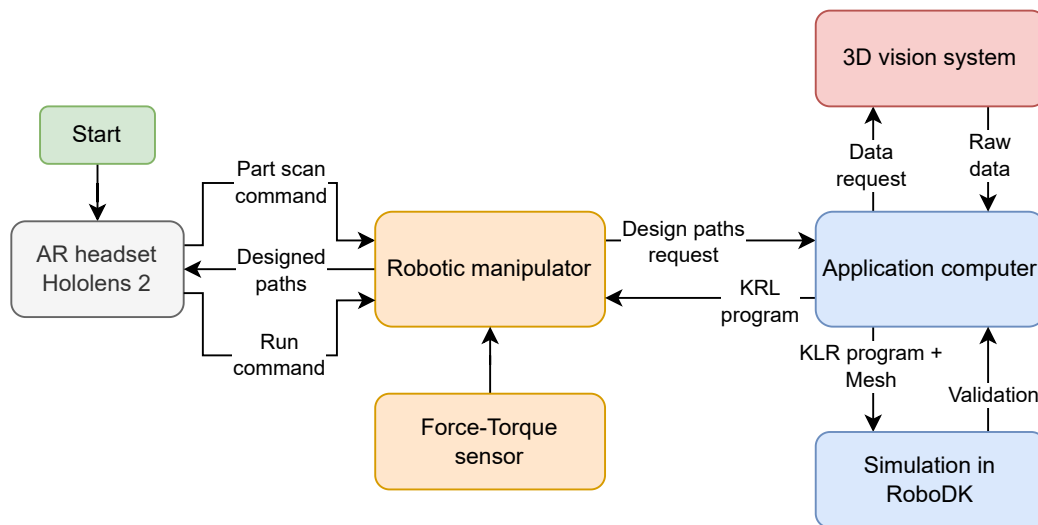 3D vision system
Start
Part scan
command
Data
request
Raw
data
AR headset
Hololens 2
Designed
paths
Robotic manipulator
Design paths
request
Application computer
KRL
program
Run
command
KLR program +
Mesh
Validation
Force-Torque
sensor
Simulation in
RoboDK